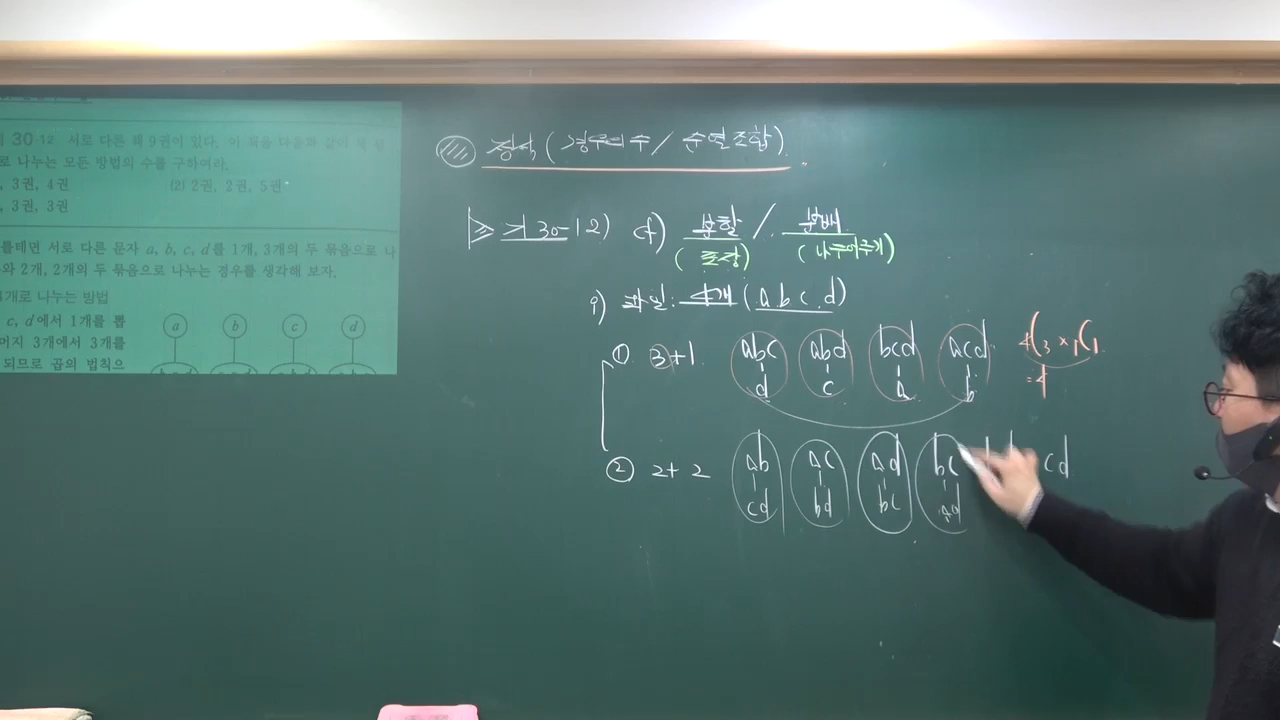 30 12 서로 다른 책 9권이 있다. 이 책을 다음과 같이
로 나누는 모든 방법의 수를 구하여라.
, 3권, 4권 (2) 2권, 2권, 5권
, 3권, 3권
를테면 서로 다른 문자 a, b, c, d를 1개, 3개의 두 묶음으로 나
와 2개, 2개의 두 묶음으로 나누는 경우를 생각해 보자.
개로 나누는 방법
c, d에서 1개를 뽑
머지 3개에서 3개를
되므로 곱의 법칙으
a b c d
정식 (경우의 수 / 순열조합)
30-12) cf) 분할 / 분배
(포장) (나누어주기)
i) 과일: 4개 (a b c d)
① 3+1 abc abd bcd acd 4C3 × 1C1
d c a b =4
② 2+2 ab ac ad bc cd
cd bd bc ad